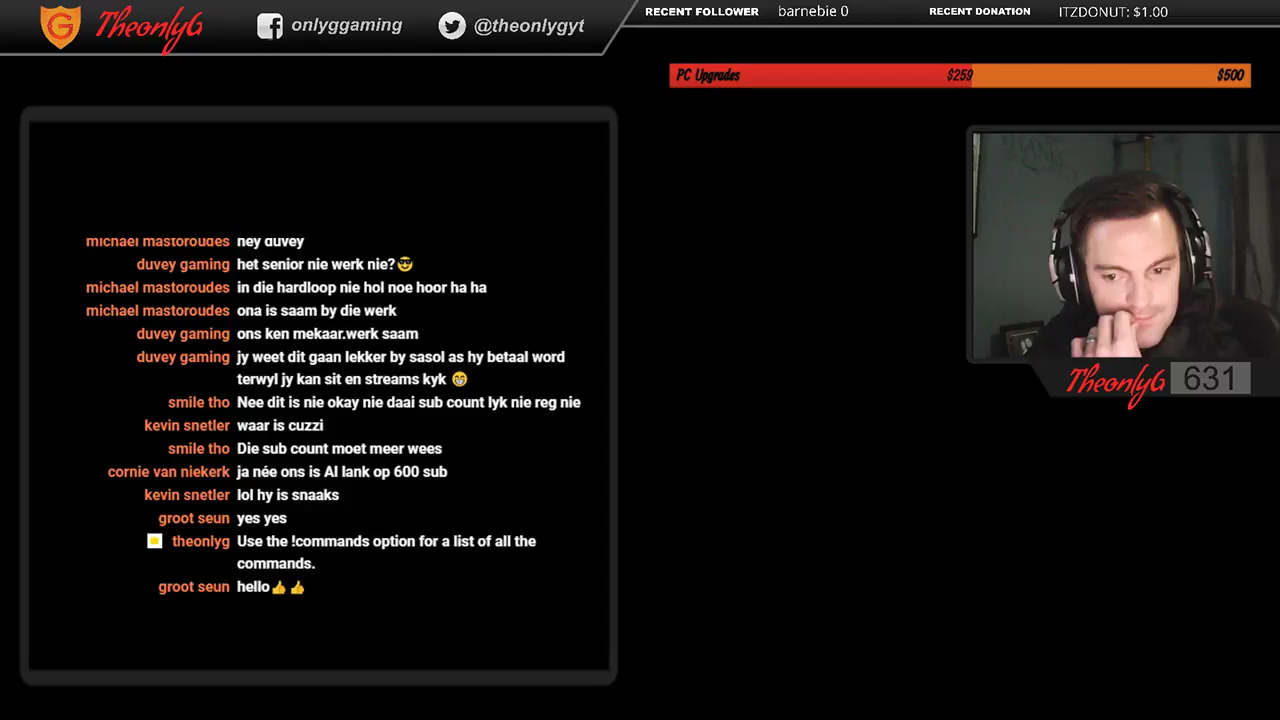 TheonlyG
onlyggaming
@theonlygyt
RECENT FOLLOWER
barnebie 0
RECENT DONATION
ITZDONUT: $1.00
PC Upgrades
$259
$500
michael mastoroudes hey duvey
duvey gaming het senior nie werk nie?😎
michael mastoroudes in die hardloop nie hol noe hoor ha ha
michael mastoroudes ona is saam by die werk
duvey gaming ons ken mekaar.werk saam
duvey gaming jy weet dit gaan lekker by sasol as hy betaal word
terwyl jy kan sit en streams kyk 😁
smile tho Nee dit is nie okay nie daai sub count lyk nie reg nie
kevin snetler waar is cuzzi
smile tho Die sub count moet meer wees
cornie van niekerk ja née ons is Al lank op 600 sub
kevin snetler lol hy is snaaks
groot seun yes yes
theonlyg Use the !commands option for a list of all the
commands.
groot seun hello👍 👍
TheonlyG 631